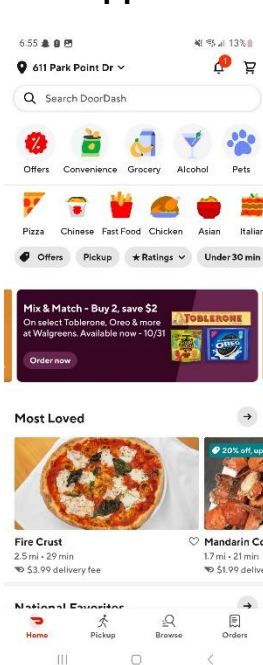 6:55
13%
611 Park Point Dr
1
Search DoorDash
Offers Convenience Grocery Alcohol Pets
Pizza Chinese Fast Food Chicken Asian Italian
Offers Pickup ★ Ratings Under 30 min
Mix & Match - Buy 2, save $2
On select Toblerone, Oreo & more
at Walgreens. Available now - 10/31
Order now
TOBLERONE
OREO
Most Loved
20% off, up
Fire Crust
2.5 mi • 29 min
$3.99 delivery fee
Mandarin Co
1.7 mi • 21 min
$1.99 delive
National Favorites
Home Pickup Browse Orders